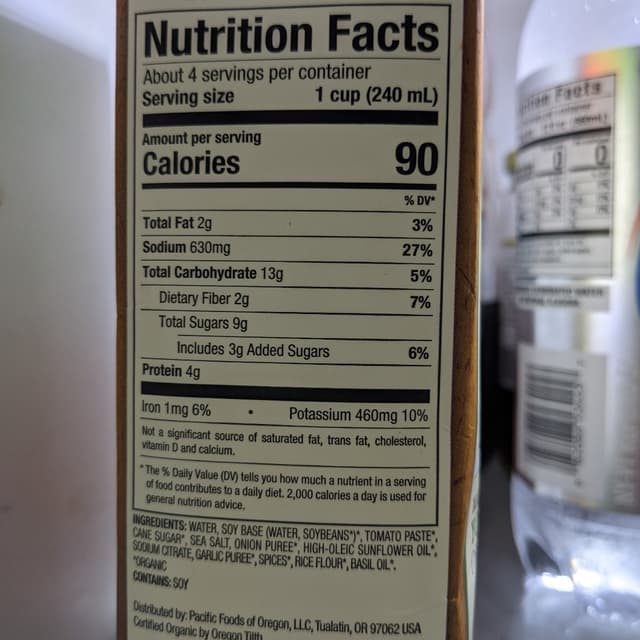 Nutrition Facts
About 4 servings per container
Serving size 1 cup (240 mL)
Amount per serving
Calories 90
% DV*
Total Fat 2g 3%
Sodium 630mg 27%
Total Carbohydrate 13g 5%
Dietary Fiber 2g 7%
Total Sugars 9g
Includes 3g Added Sugars 6%
Protein 4g
Iron 1mg 6% • Potassium 460mg 10%
Not a significant source of saturated fat, trans fat, cholesterol,
vitamin D and calcium.
*The % Daily Value (DV) tells you how much a nutrient in a serving
of food contributes to a daily diet. 2,000 calories a day is used for
general nutrition advice.
INGREDIENTS: WATER, SOY BASE (WATER, SOYBEANS*)*, TOMATO PASTE*,
CANE SUGAR*, SEA SALT, ONION PUREE*, HIGH-OLEIC SUNFLOWER OIL*,
SODIUM CITRATE, GARLIC PUREE*, SPICES*, RICE FLOUR*, BASIL OIL*.
*ORGANIC
CONTAINS: SOY
Distributed by: Pacific Foods of Oregon, LLC, Tualatin, OR 97062 USA
Certified Organic by Oregon Tilth
Facts
0 0